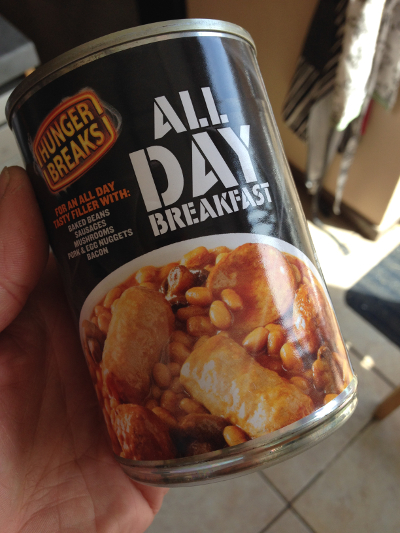 HUNGER
BREAKS
ALL
DAY
BREAKFAST
FOR AN ALL DAY
TASTY FILLER WITH:
BAKED BEANS
SAUSAGES
MUSHROOMS
PORK & EGG NUGGETS
BACON